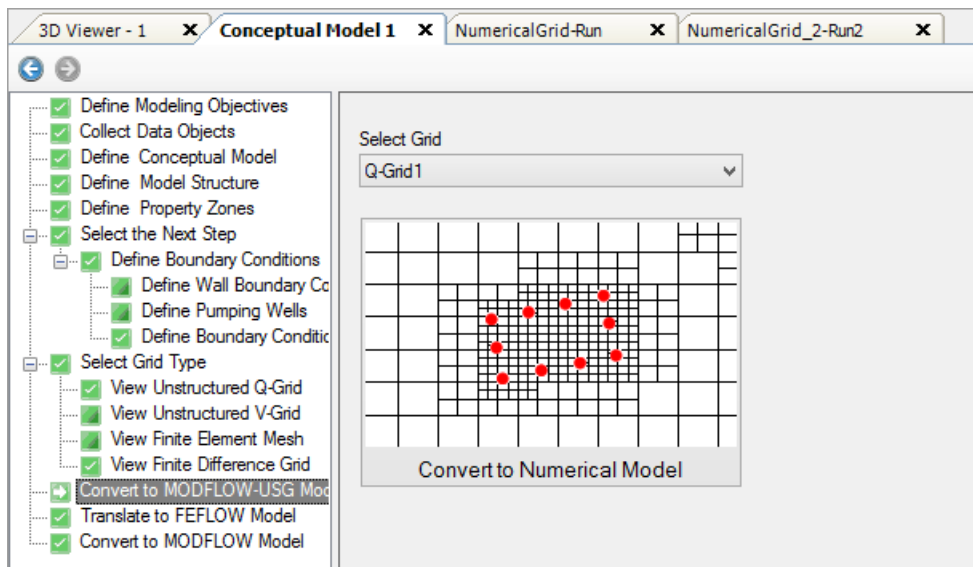 3D Viewer - 1
Conceptual Model 1
NumericalGrid-Run
NumericalGrid_2-Run2
Define Modeling Objectives
Collect Data Objects
Define Conceptual Model
Define Model Structure
Define Property Zones
Select the Next Step
Define Boundary Conditions
Define Wall Boundary Co
Define Pumping Wells
Define Boundary Conditic
Select Grid Type
View Unstructured Q-Grid
View Unstructured V-Grid
View Finite Element Mesh
View Finite Difference Grid
Convert to MODFLOW-USG Moc
Translate to FEFLOW Model
Convert to MODFLOW Model
Select Grid
Q-Grid1
Convert to Numerical Model